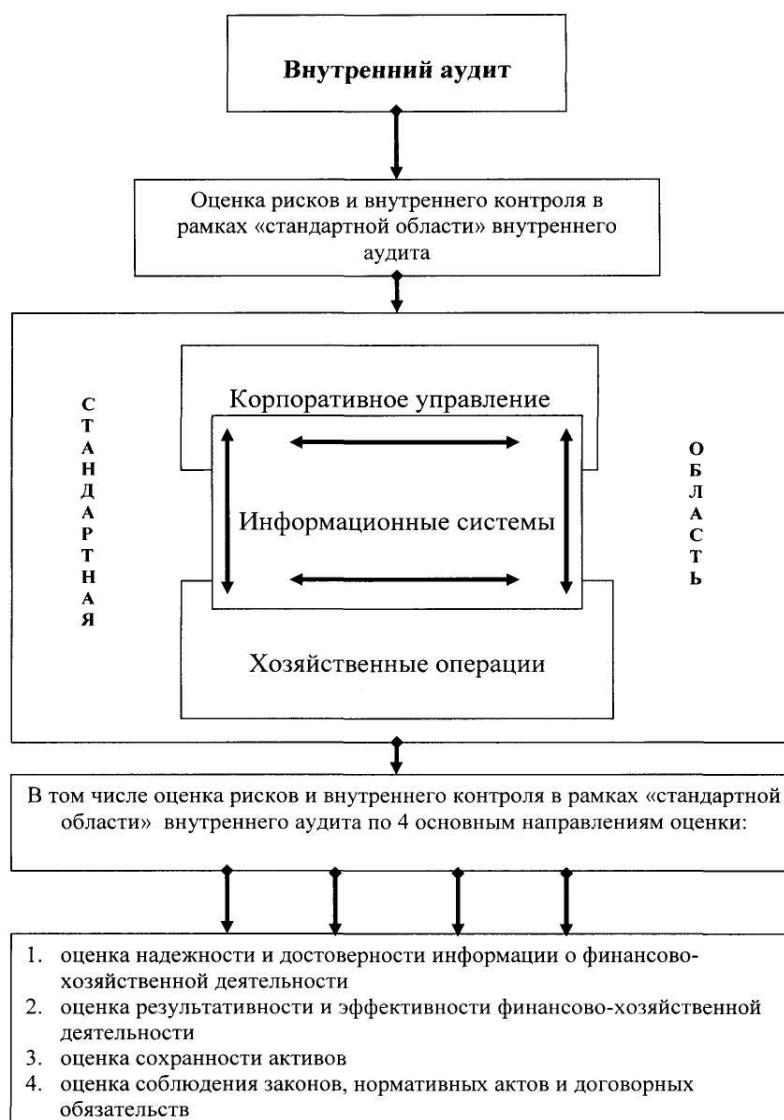 Внутренний аудит
Оценка рисков и внутреннего контроля в
рамках «стандартной области» внутреннего
аудита
СТАНДАРТНАЯ
Корпоративное управление
Информационные системы
Хозяйственные операции
ОБЛАСТЬ
В том числе оценка рисков и внутреннего контроля в рамках «стандартной
области» внутреннего аудита по 4 основным направлениям оценки:
1. оценка надежности и достоверности информации о финансово-
хозяйственной деятельности
2. оценка результативности и эффективности финансово-хозяйственной
деятельности
3. оценка сохранности активов
4. оценка соблюдения законов, нормативных актов и договорных
обязательств